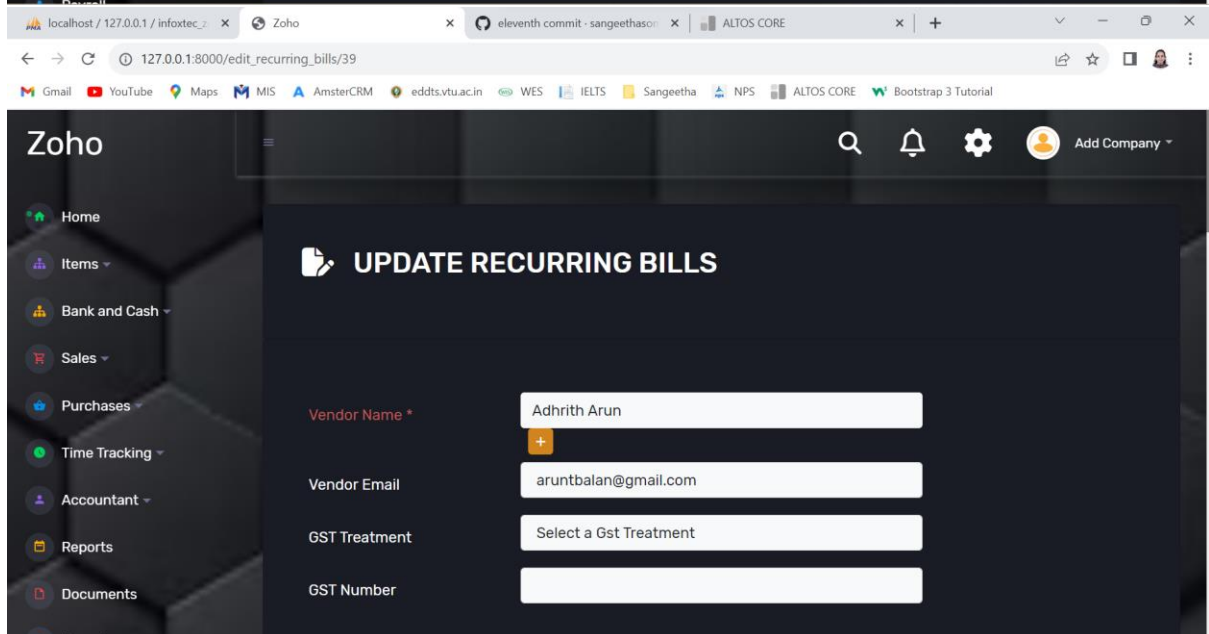 Payroll
localhost / 127.0.0.1 / infoxtec_z
Zoho
eleventh commit · sangeethason
ALTOS CORE
127.0.0.1:8000/edit_recurring_bills/39
Gmail YouTube Maps MIS AmsterCRM eddts.vtu.ac.in WES IELTS Sangeetha NPS ALTOS CORE Bootstrap 3 Tutorial
Zoho
Add Company
Home
Items
Bank and Cash
Sales
Purchases
Time Tracking
Accountant
Reports
Documents
UPDATE RECURRING BILLS
Vendor Name * Adhrith Arun
+
Vendor Email aruntbalan@gmail.com
GST Treatment Select a Gst Treatment
GST Number